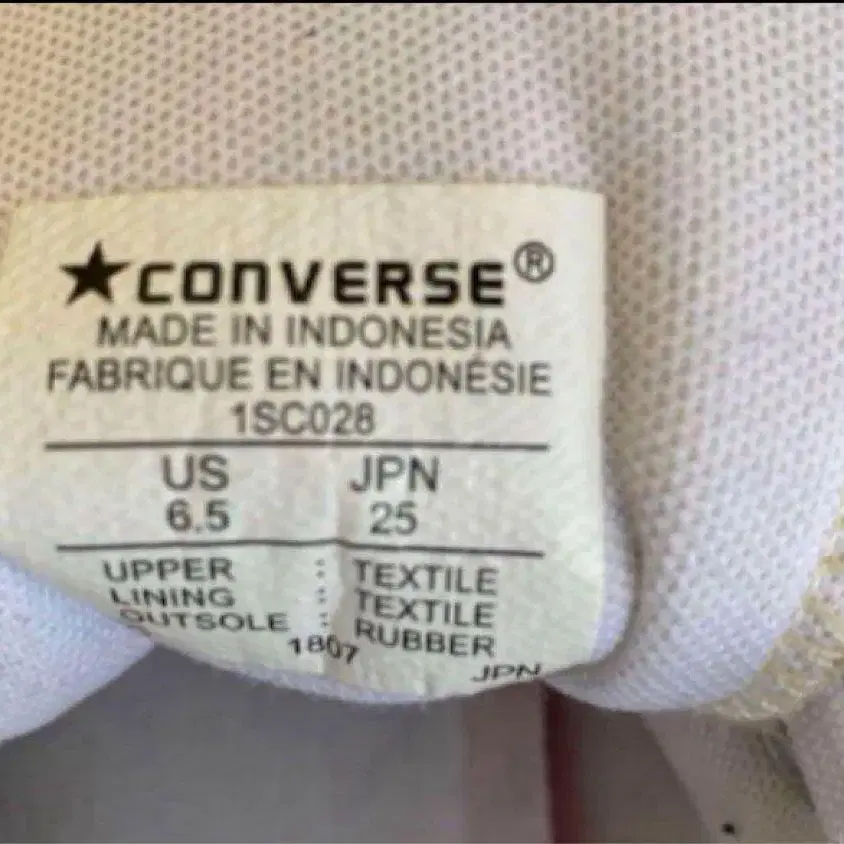 ★CONVERSE®
MADE IN INDONESIA
FABRIQUE EN INDONÉSIE
1SC028
US JPN
6.5 25
UPPER : TEXTILE
LINING : TEXTILE
OUTSOLE : RUBBER
1807
JPN